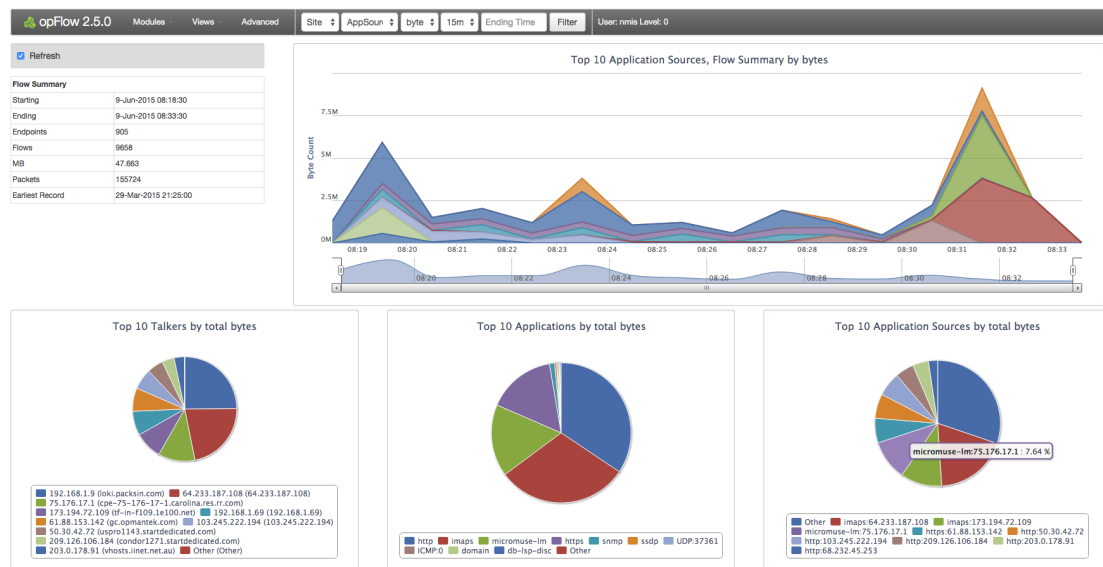 opFlow 2.5.0 Modules Views Advanced Site AppSourc byte 15m Ending Time Filter User: nmis Level: 0
Refresh
Flow Summary
Starting 9-Jun-2015 08:18:30
Ending 9-Jun-2015 08:33:30
Endpoints 905
Flows 9658
MB 47.663
Packets 155724
Earliest Record 29-Mar-2015 21:25:00
Top 10 Application Sources, Flow Summary by bytes
Byte Count
7.5M
5M
2.5M
0M
08:19 08:20 08:21 08:22 08:23 08:24 08:25 08:26 08:27 08:28 08:29 08:30 08:31 08:32 08:33
08:20 08:22 08:24 08:26 08:28 08:30 08:32
Top 10 Talkers by total bytes
192.168.1.9 (loki.packsin.com) 64.233.187.108 (64.233.187.108)
75.176.17.1 (cpe-75-176-17-1.carolina.res.rr.com)
173.194.72.109 (tf-in-f109.1e100.net) 192.168.1.69 (192.168.1.69)
61.88.153.142 (gc.opmantek.com) 103.245.222.194 (103.245.222.194)
50.30.42.72 (uspro1143.startdedicated.com)
209.126.106.184 (condor1271.startdedicated.com)
203.0.178.91 (vhosts.iinet.net.au) Other (Other)
Top 10 Applications by total bytes
http imaps micromuse-lm https snmp ssdp UDP:37361
ICMP:0 domain db-lsp-disc Other
Top 10 Application Sources by total bytes
micromuse-lm:75.176.17.1 : 7.64 %
Other imaps:64.233.187.108 imaps:173.194.72.109
micromuse-lm:75.176.17.1 https:61.88.153.142 http:50.30.42.72
http:103.245.222.194 http:209.126.106.184 http:203.0.178.91
http:68.232.45.253